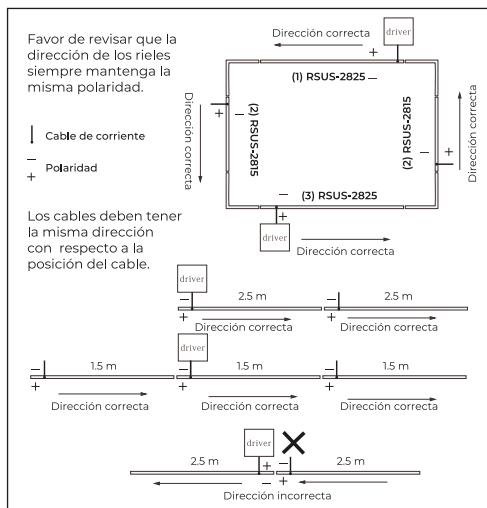 Favor de revisar que la
dirección de los rieles
siempre mantenga la
misma polaridad.
Cable de corriente
−
+
Polaridad
Los cables deben tener
la misma dirección
con respecto a la
posición del cable.
Dirección correcta
driver
+
(1) RSUS-2825 −
Dirección correcta
+
−
(2) RSUS-2815
(2) RSUS-2815
−
+
Dirección correcta
−
(3) RSUS-2825
+
driver
Dirección correcta
driver
− 2.5 m − 2.5 m
+ +
Dirección correcta Dirección correcta
driver
− 1.5 m − 1.5 m − 1.5 m
+ + +
Dirección correcta Dirección correcta Dirección correcta
driver
2.5 m + − 2.5 m
− +
Dirección incorrecta